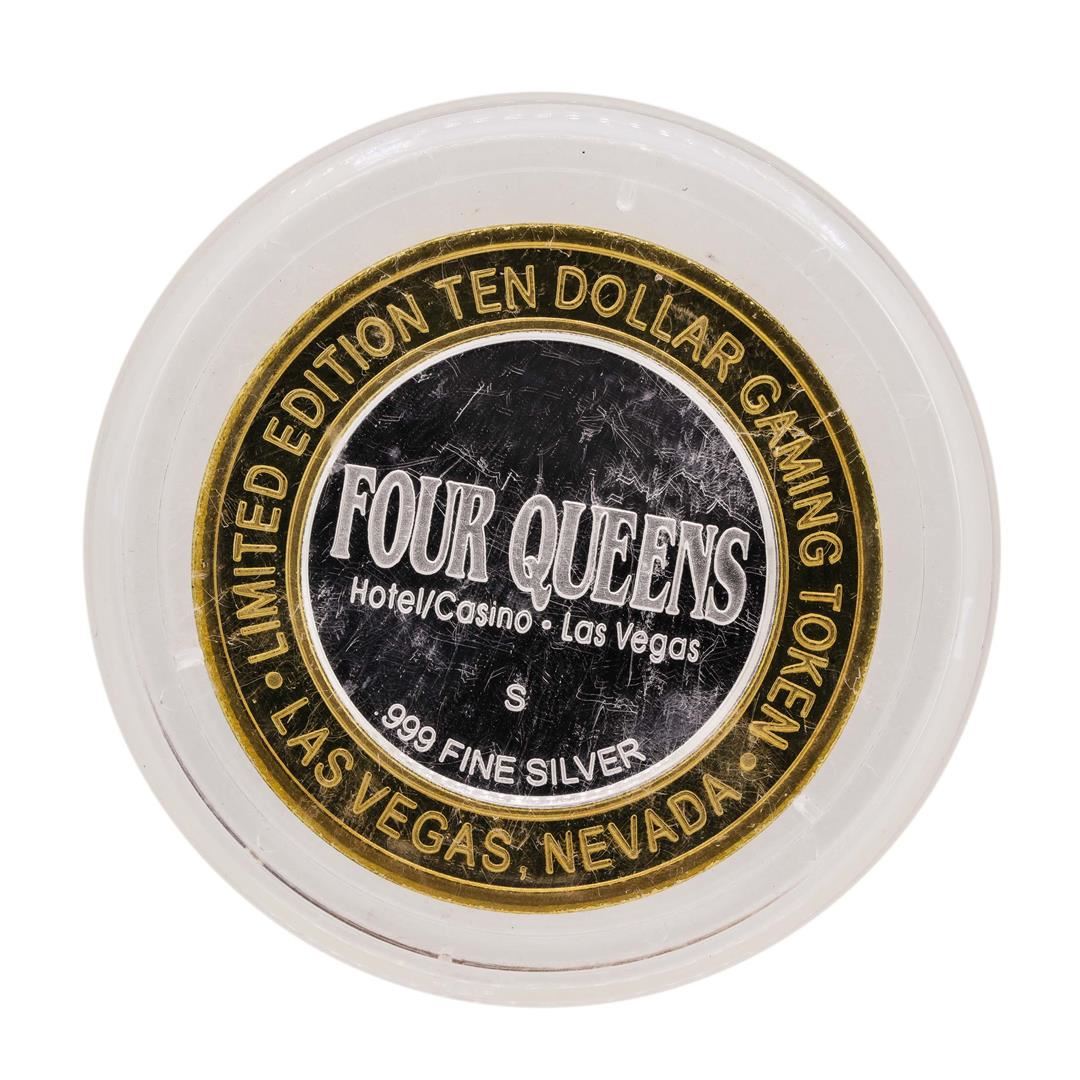 LIMITED EDITION TEN DOLLAR GAMING TOKEN
FOUR QUEENS
Hotel/Casino • Las Vegas
S
.999 FINE SILVER
• LAS VEGAS, NEVADA •